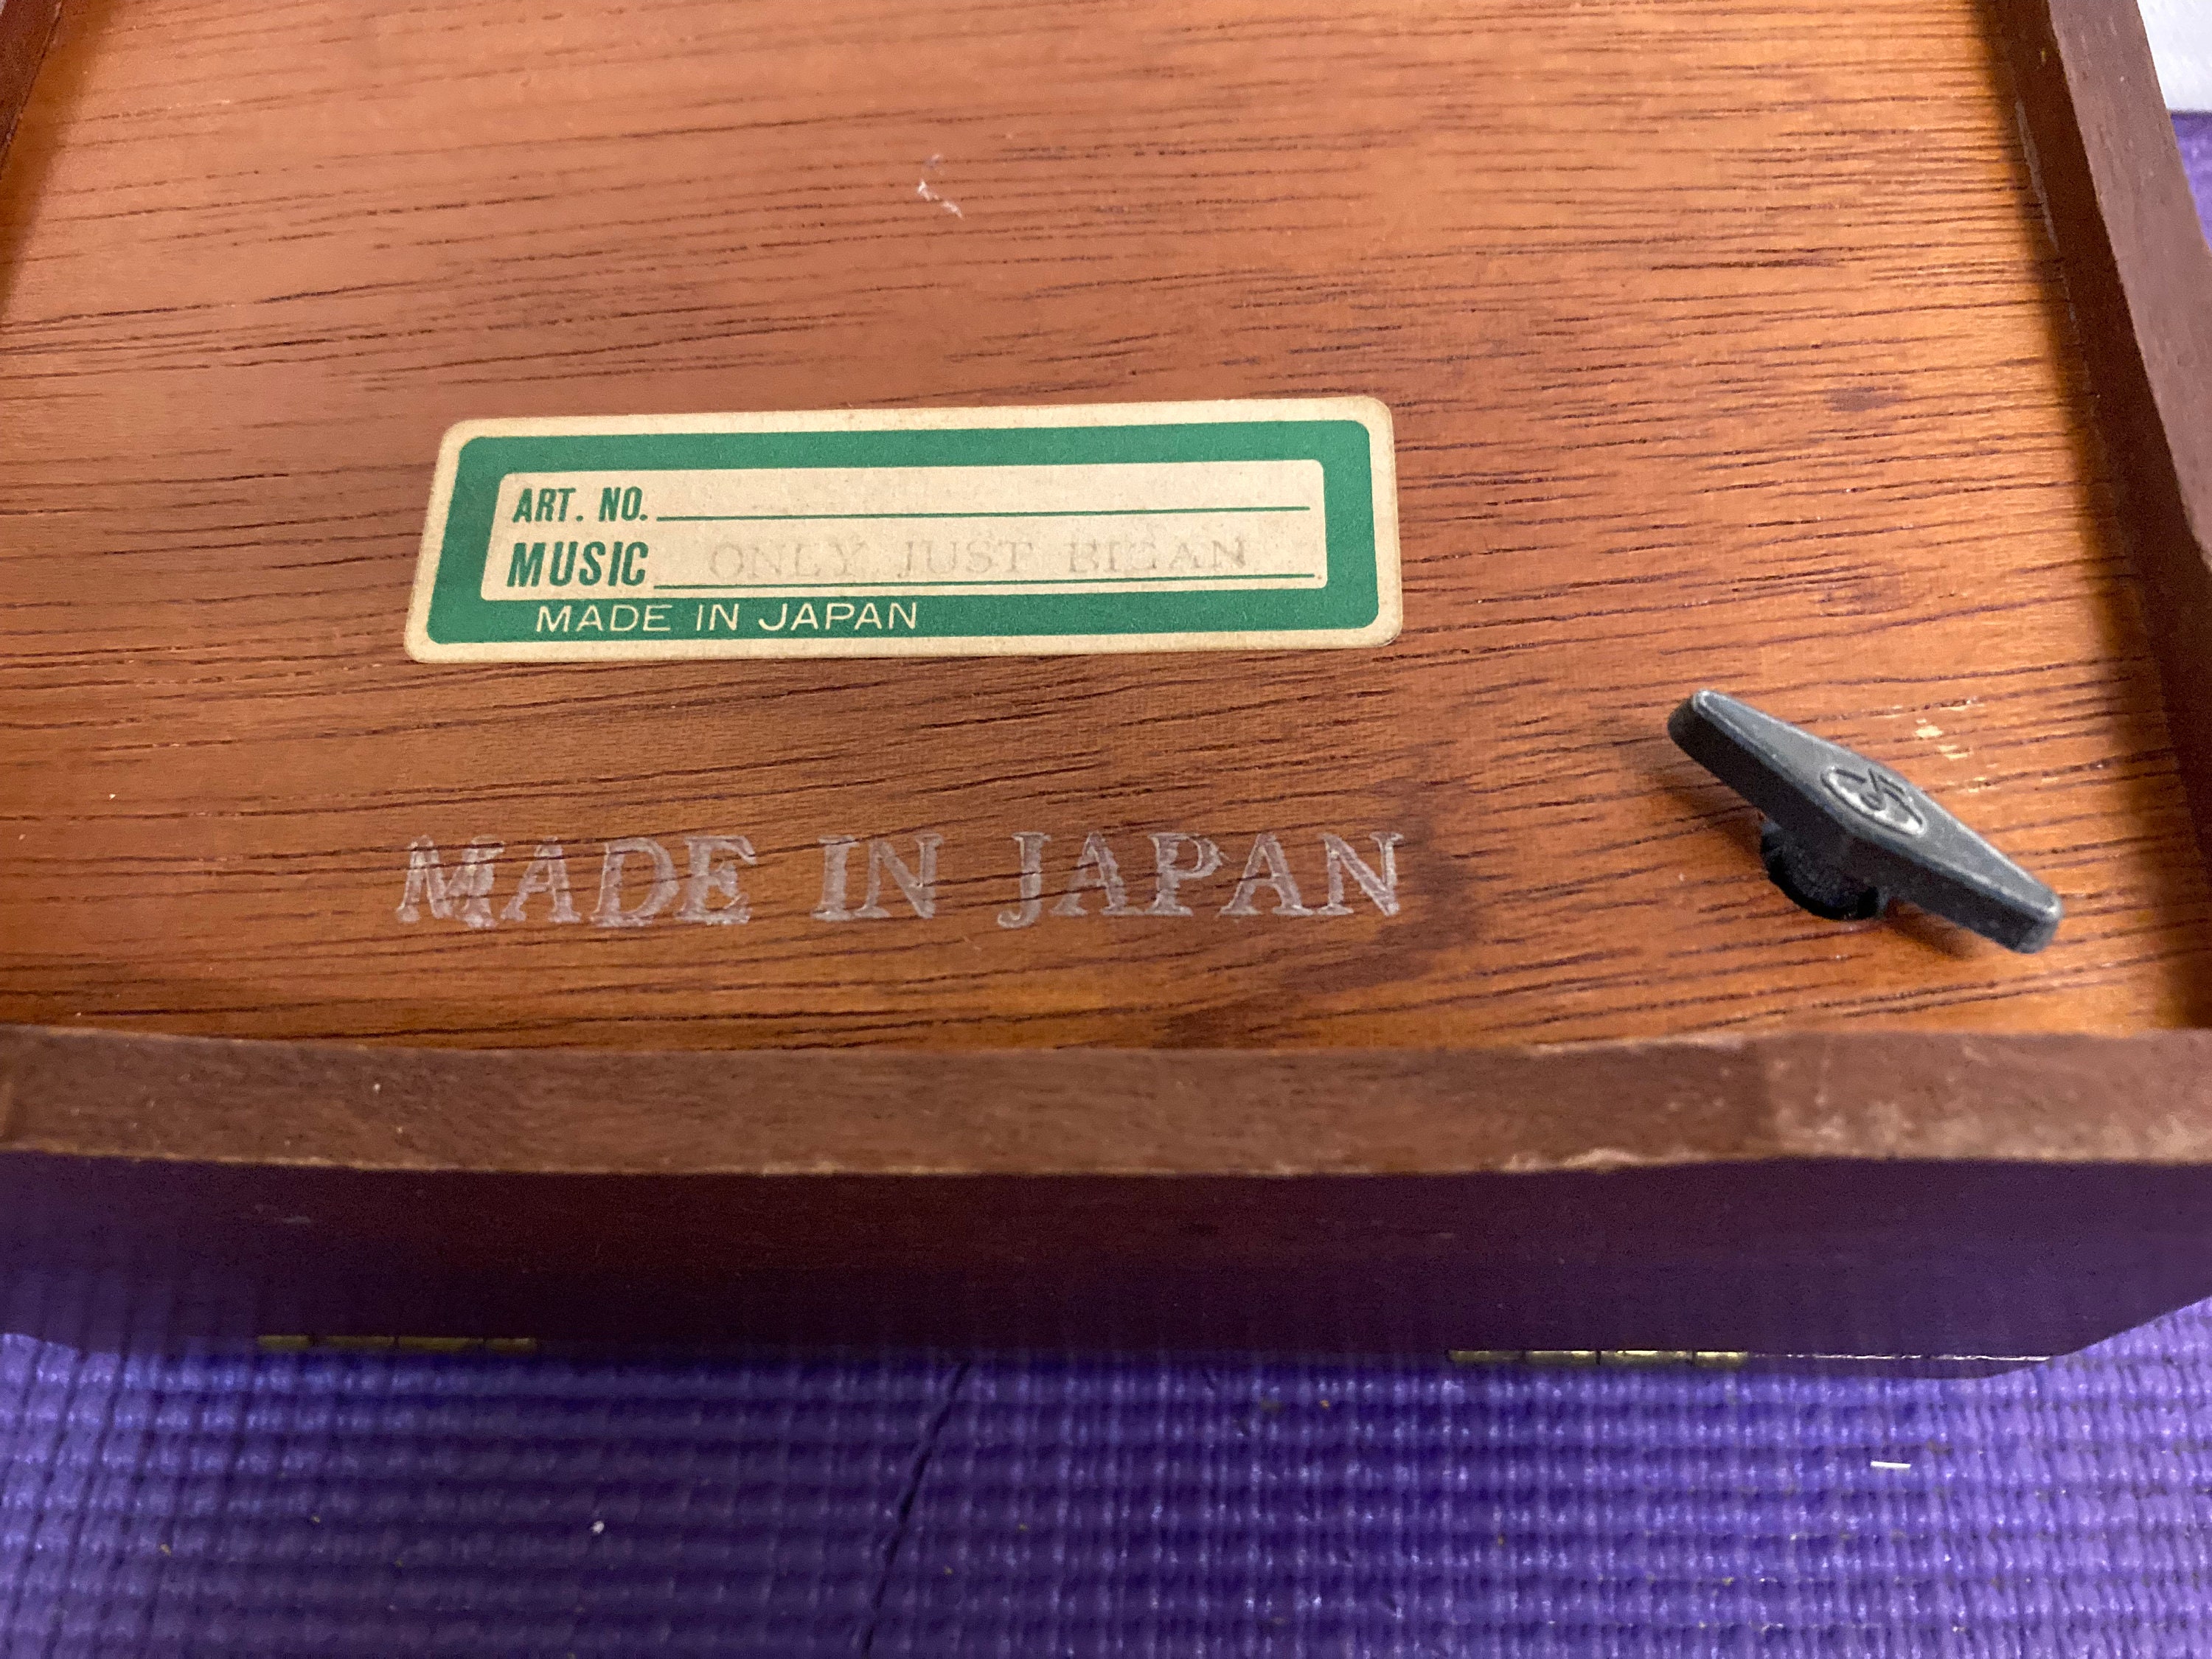 ART. NO.
MUSIC ONLY JUST BEGAN
MADE IN JAPAN
MADE IN JAPAN